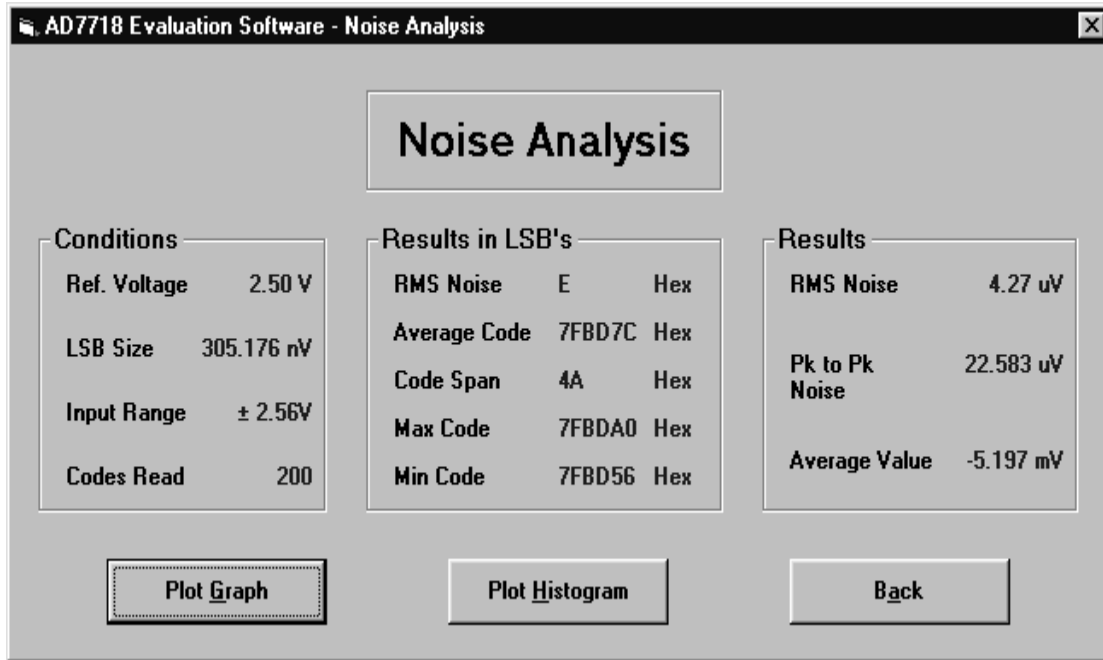 AD7718 Evaluation Software - Noise Analysis
Noise Analysis
Conditions
Ref. Voltage 2.50 V
LSB Size 305.176 nV
Input Range ± 2.56V
Codes Read 200
Results in LSB's
RMS Noise E Hex
Average Code 7FBD7C Hex
Code Span 4A Hex
Max Code 7FBDA0 Hex
Min Code 7FBD56 Hex
Results
RMS Noise 4.27 uV
Pk to Pk
Noise 22.583 uV
Average Value -5.197 mV
Plot Graph
Plot Histogram
Back